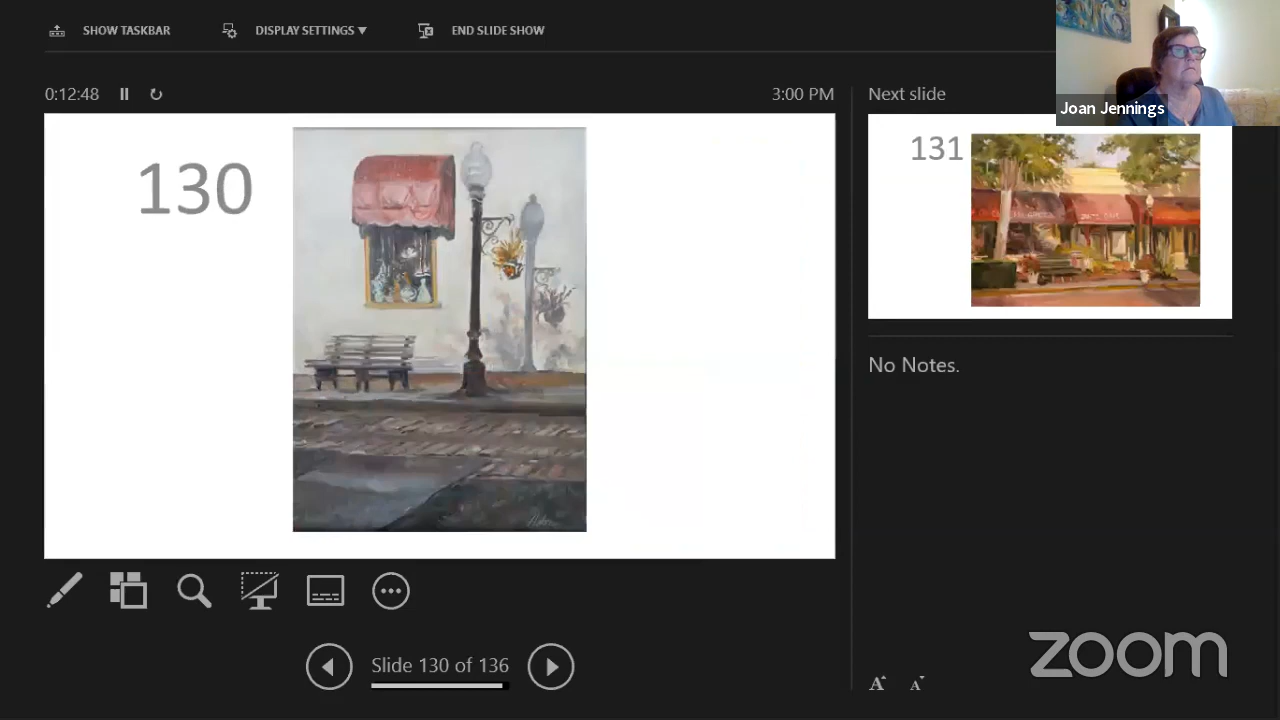 SHOW TASKBAR
DISPLAY SETTINGS ▼
END SLIDE SHOW
Joan Jennings
0:12:48
3:00 PM
Next slide
130
131
No Notes.
Slide 130 of 136
A A
zoom